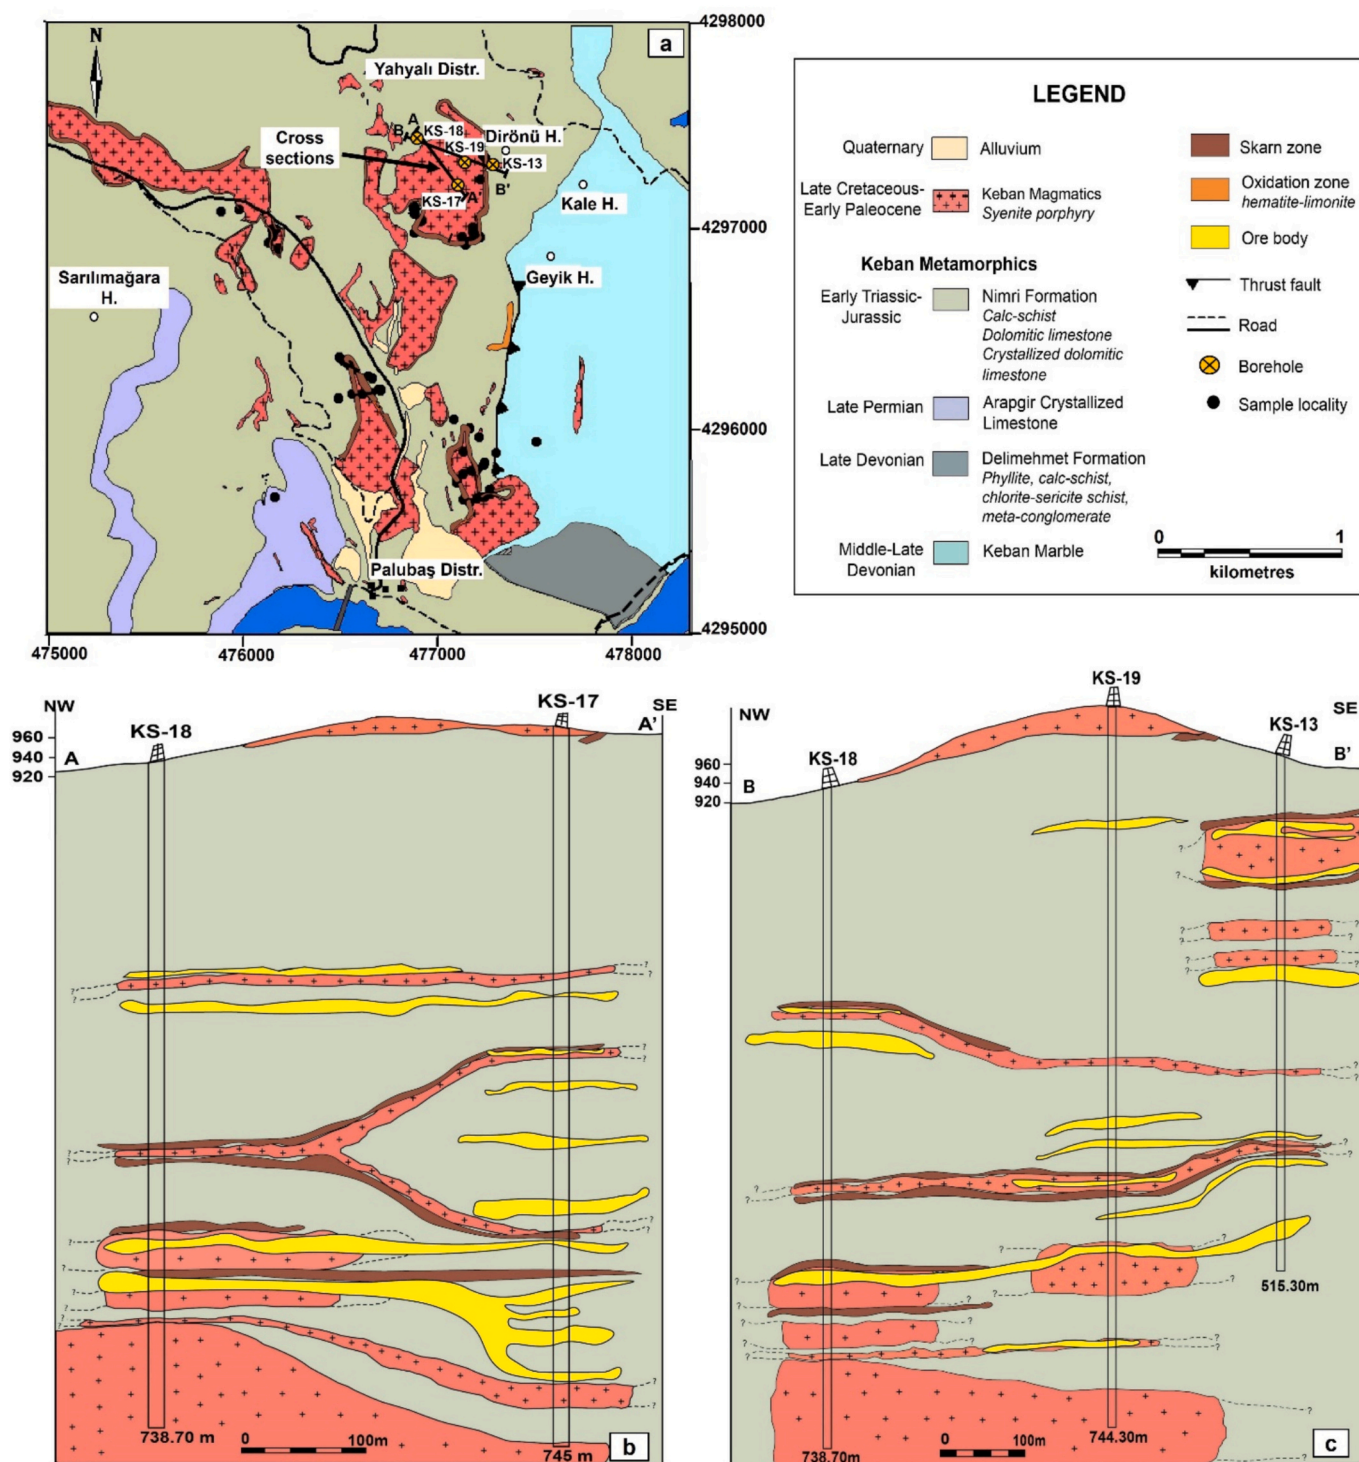 4298000
N
a
Yahyalı Distr.
A
B
KS-18
Dirönü H.
Cross
sections
KS-19
KS-13
B'
KS-17
A'
Kale H.
4297000
Sarılımağara
H.
Geyik H.
4296000
Palubaş Distr.
4295000
475000
476000
477000
478000
LEGEND
Quaternary
Alluvium
Late Cretaceous-
Early Paleocene
Keban Magmatics
Syenite porphyry
Keban Metamorphics
Early Triassic-
Jurassic
Nimri Formation
Calc-schist
Dolomitic limestone
Crystallized dolomitic
limestone
Late Permian
Arapgir Crystallized
Limestone
Late Devonian
Delimehmet Formation
Phyllite, calc-schist,
chlorite-sericite schist,
meta-conglomerate
Middle-Late
Devonian
Keban Marble
Skarn zone
Oxidation zone
hematite-limonite
Ore body
Thrust fault
Road
Borehole
Sample locality
0 1
kilometres
NW
KS-17
SE
KS-18
A'
960
940
920
A
738.70 m
0 100m
745 m
b
KS-19
NW
SE
KS-13
KS-18
B'
960
940
920
B
515.30m
738.70m
0 100m
744.30m
c